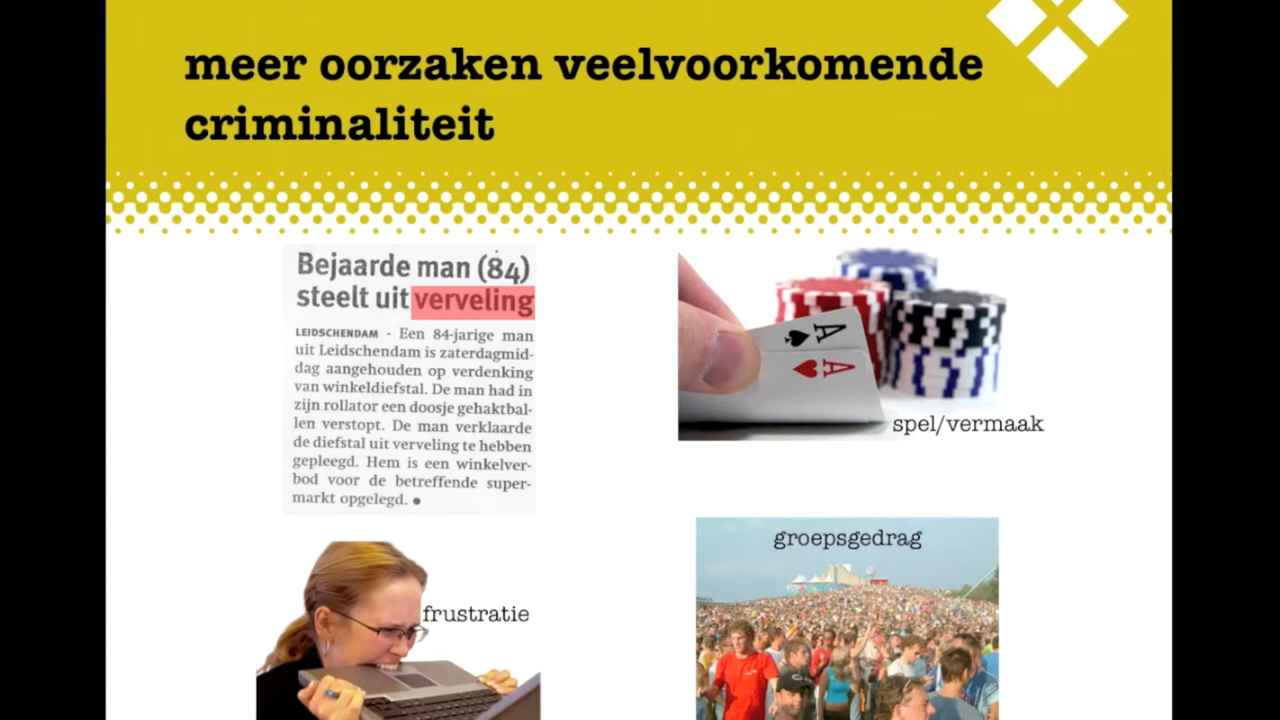 meer oorzaken veelvoorkomende
criminaliteit
Bejaarde man (84)
steelt uit verveling
LEIDSCHENDAM - Een 84-jarige man
uit Leidschendam is zaterdagmid-
dag aangehouden op verdenking
van winkeldiefstal. De man had in
zijn rollator een doosje gehaktbal-
len verstopt. De man verklaarde
de diefstal uit verveling te hebben
gepleegd. Hem is een winkelver-
bod voor de betreffende super-
markt opgelegd.
A
A
spel/vermaak
frustratie
groepsgedrag